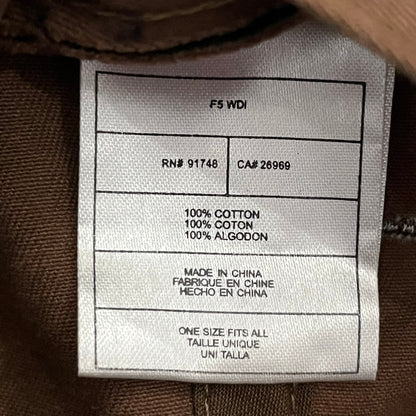 F5 WDI
RN# 91748 CA# 26969
100% COTTON
100% COTON
100% ALGODON
MADE IN CHINA
FABRIQUE EN CHINE
HECHO EN CHINA
ONE SIZE FITS ALL
TAILLE UNIQUE
UNI TALLA